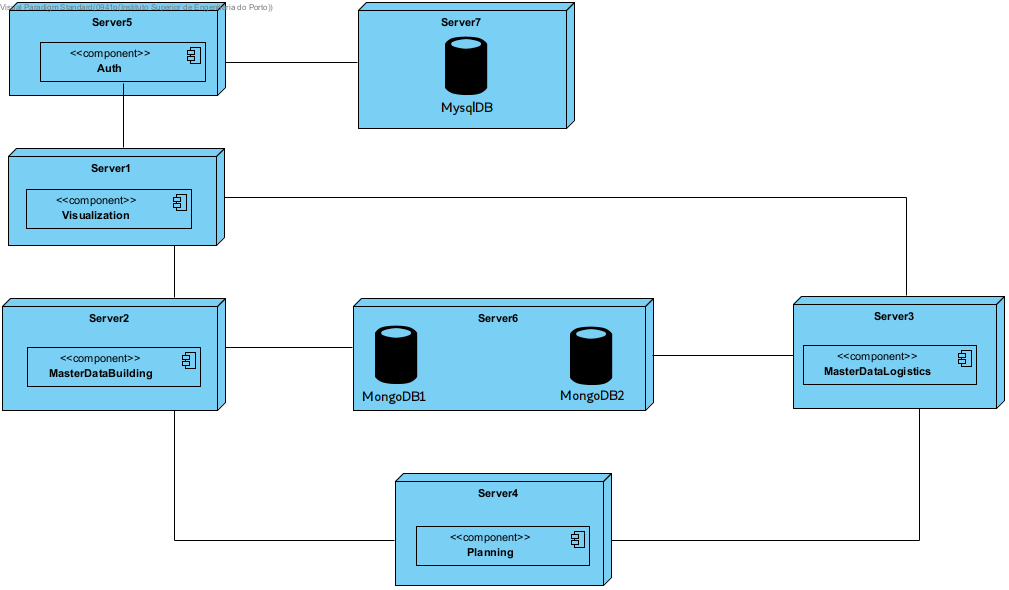 Visual Paradigm Standard(0941b(Instituto Superior de Engenharia do Porto))
Server5
<<component>>
Auth
Server7
MysqlDB
Server1
<<component>>
Visualization
Server2
<<component>>
MasterDataBuilding
Server6
MongoDB1
MongoDB2
Server3
<<component>>
MasterDataLogistics
Server4
<<component>>
Planning